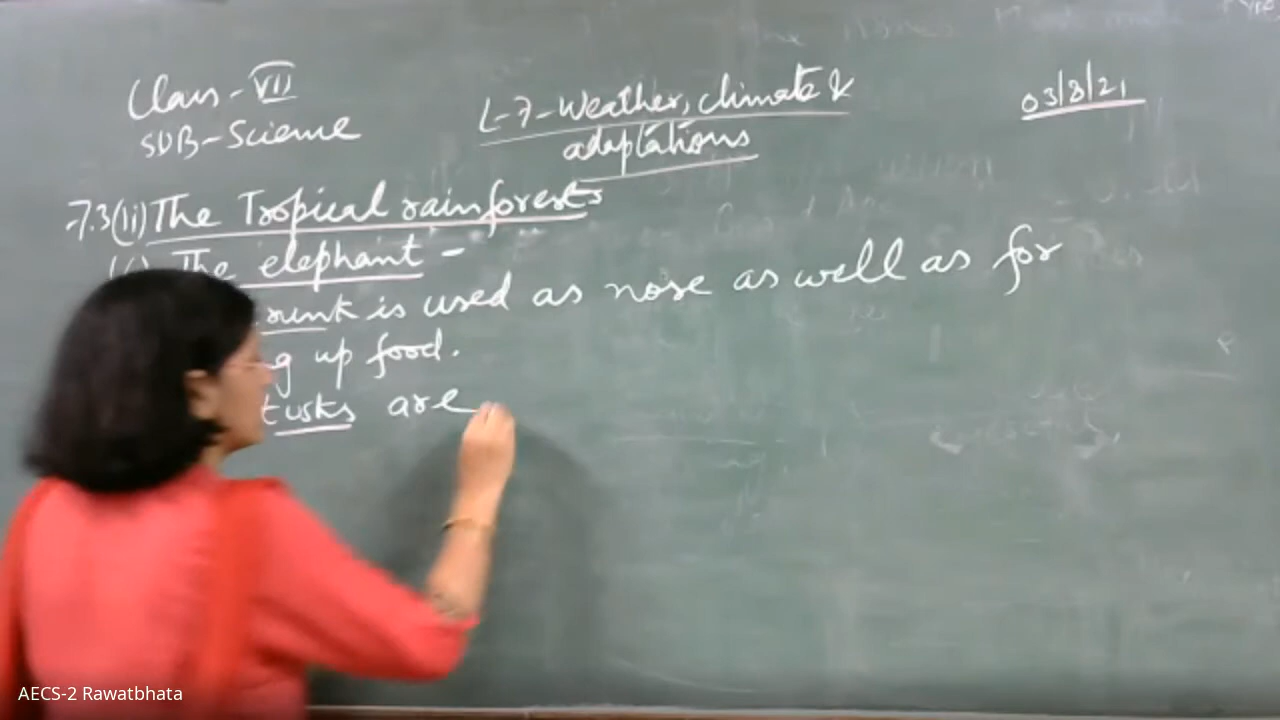 Class - VII
SUB - Science
L-7 - Weather, climate &
adaptations
03/8/21
7.3(ii) The Tropical rainforests
The elephant -
runk is used as nose as well as for
g up food.
tusks are
AECS-2 Rawatbhata